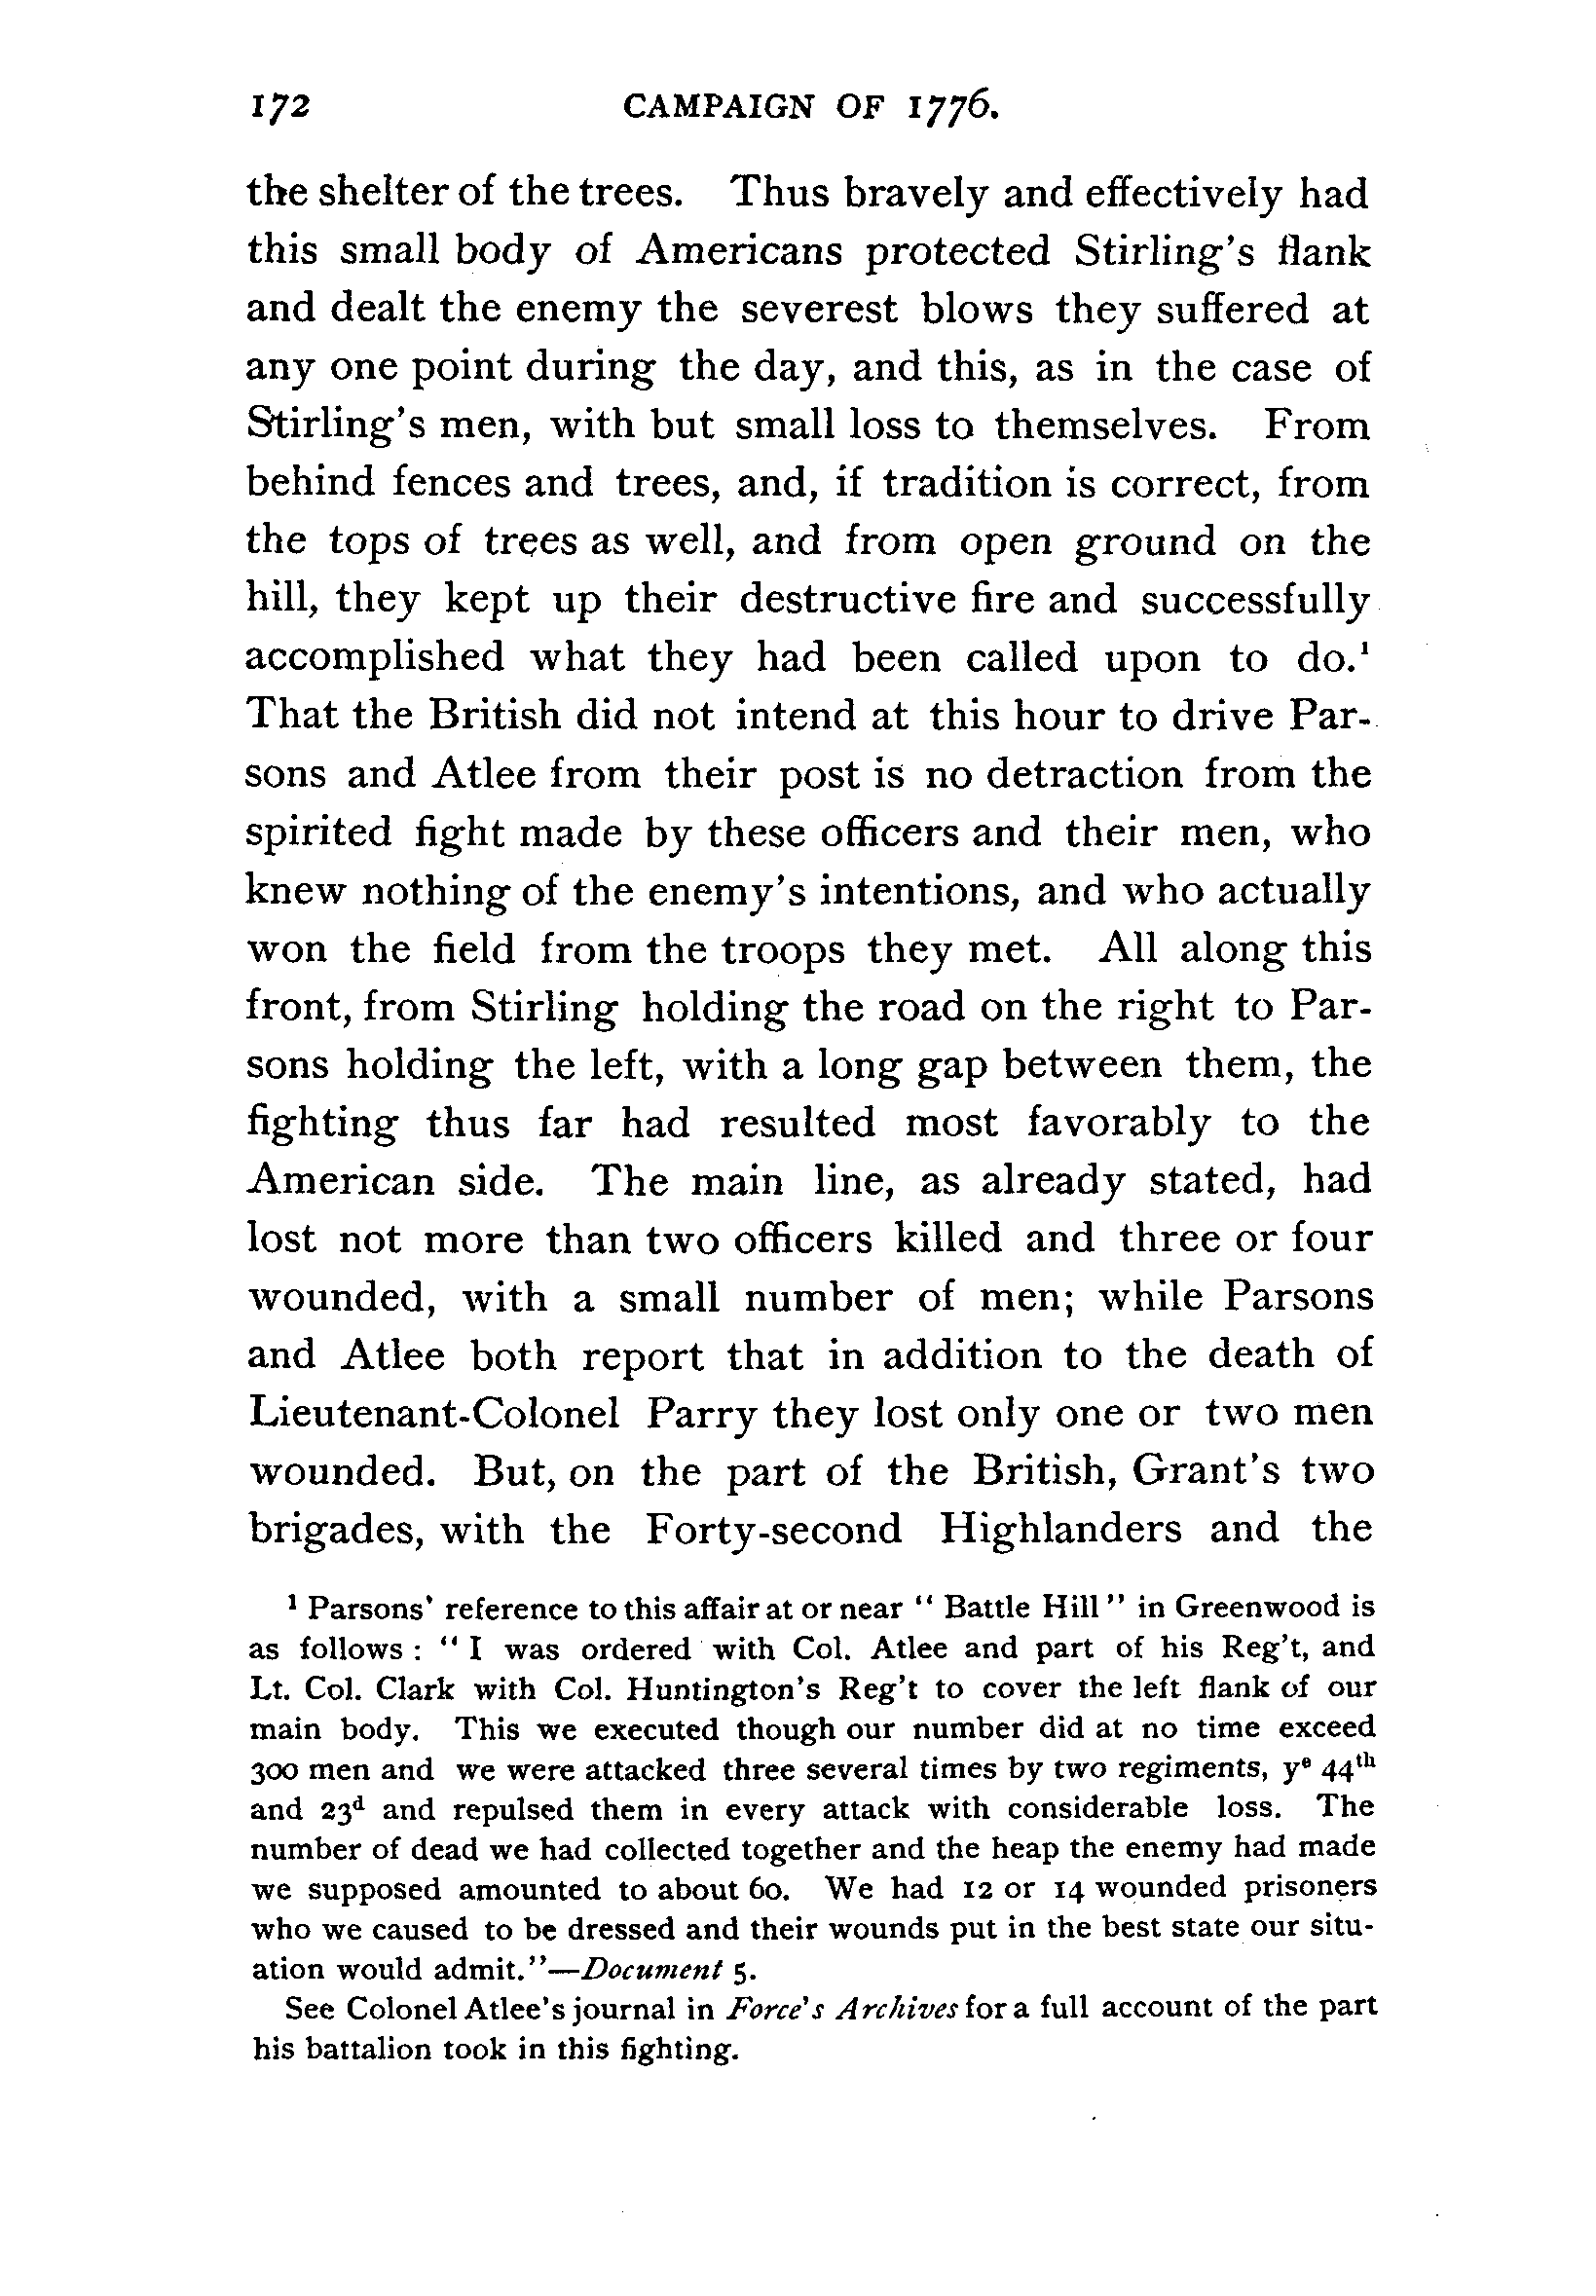 172 CAMPAIGN OF 1776.
the shelter of the trees. Thus bravely and effectively had
this small body of Americans protected Stirling's flank
and dealt the enemy the severest blows they suffered at
any one point during the day, and this, as in the case of
Stirling's men, with but small loss to themselves. From
behind fences and trees, and, if tradition is correct, from
the tops of trees as well, and from open ground on the
hill, they kept up their destructive fire and successfully
accomplished what they had been called upon to do.¹
That the British did not intend at this hour to drive Par-
sons and Atlee from their post is no detraction from the
spirited fight made by these officers and their men, who
knew nothing of the enemy's intentions, and who actually
won the field from the troops they met. All along this
front, from Stirling holding the road on the right to Par-
sons holding the left, with a long gap between them, the
fighting thus far had resulted most favorably to the
American side. The main line, as already stated, had
lost not more than two officers killed and three or four
wounded, with a small number of men; while Parsons
and Atlee both report that in addition to the death of
Lieutenant-Colonel Parry they lost only one or two men
wounded. But, on the part of the British, Grant's two
brigades, with the Forty-second Highlanders and the
¹ Parsons' reference to this affair at or near "Battle Hill" in Greenwood is
as follows: "I was ordered with Col. Atlee and part of his Reg't, and
Lt. Col. Clark with Col. Huntington's Reg't to cover the left flank of our
main body. This we executed though our number did at no time exceed
300 men and we were attacked three several times by two regiments, yᵉ 44ᵗʰ
and 23ᵈ and repulsed them in every attack with considerable loss. The
number of dead we had collected together and the heap the enemy had made
we supposed amounted to about 60. We had 12 or 14 wounded prisoners
who we caused to be dressed and their wounds put in the best state our situ-
ation would admit."—Document 5.
See Colonel Atlee's journal in Force's Archives for a full account of the part
his battalion took in this fighting.